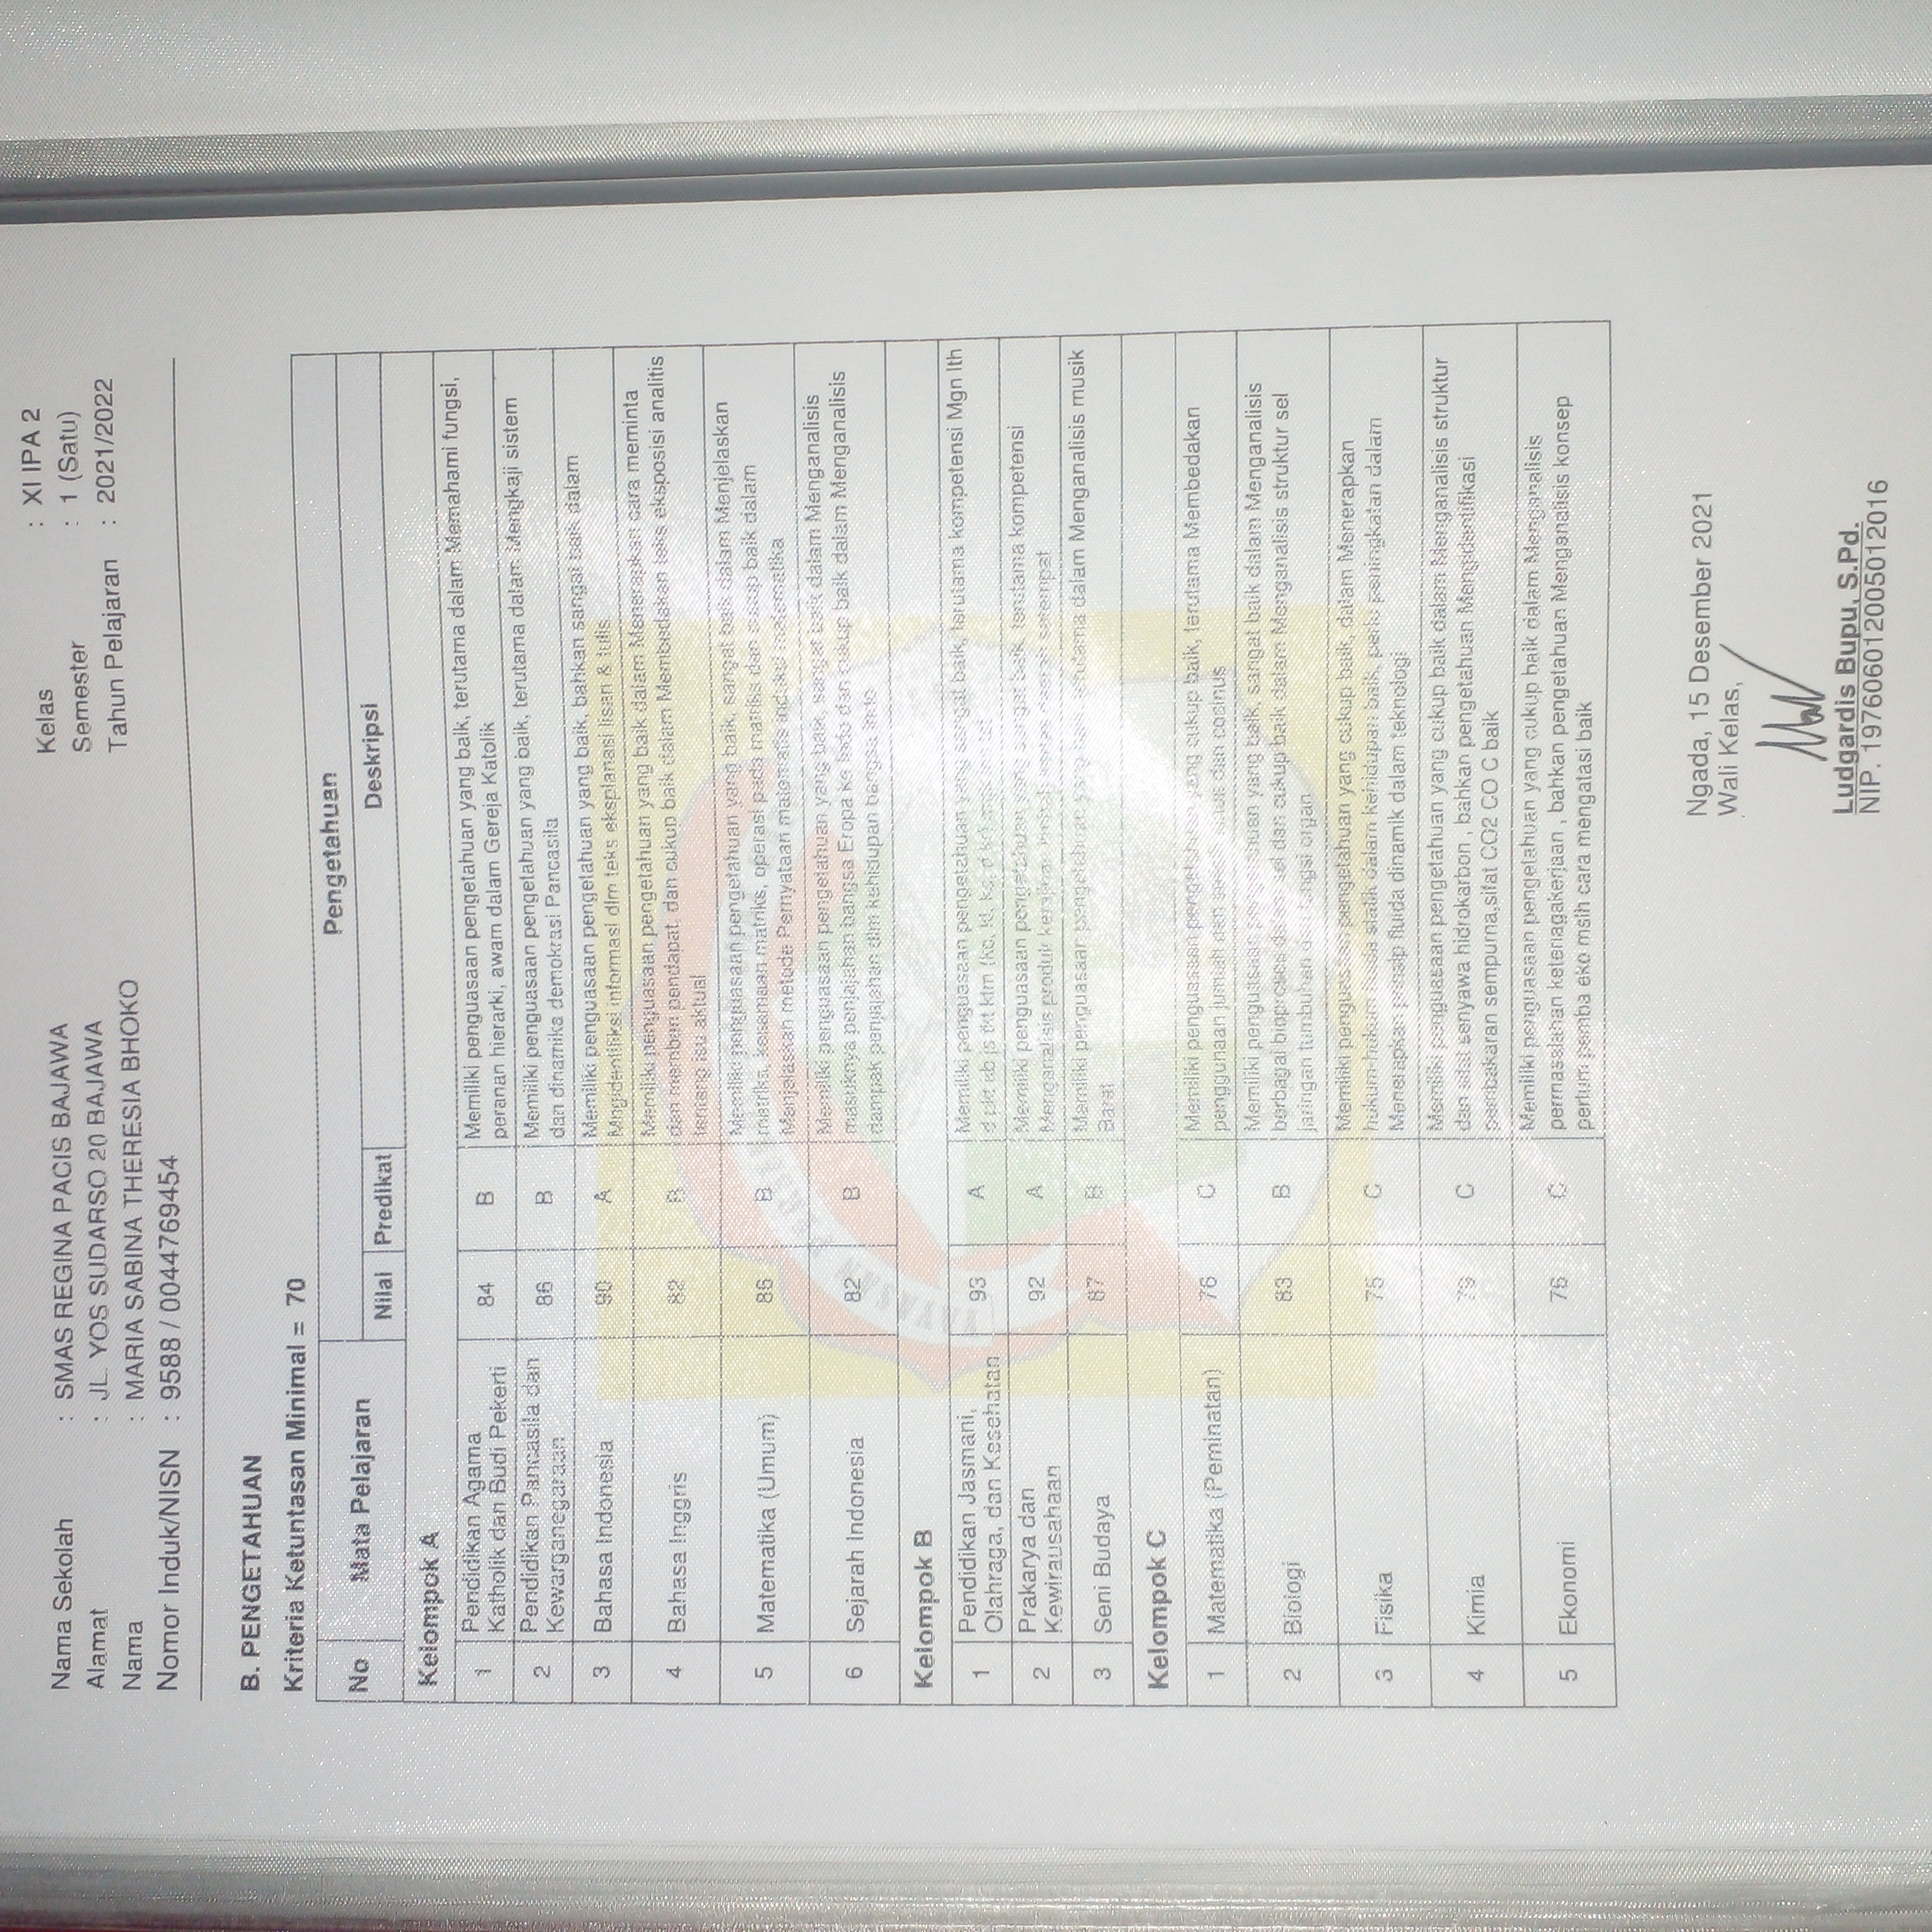 Nama Sekolah : SMAS REGINA PACIS BAJAWA
Alamat : JL. YOS SUDARSO 20 BAJAWA
Nama : MARIA SABINA THERESIA BHOKO
Nomor Induk/NISN : 9588 / 0044769454
Kelas : XI IPA 2
Semester : 1 (Satu)
Tahun Pelajaran : 2021/2022
B. PENGETAHUAN
Kriteria Ketuntasan Minimal = 70
No Mata Pelajaran Pengetahuan
Nilai Predikat Deskripsi
Kelompok A
1 Pendidikan Agama Katholik dan Budi Pekerti 84 B
Memiliki penguasaan pengetahuan yang baik, terutama dalam Memahami fungsi,
peranan hierarki, awam dalam Gereja Katolik
2 Pendidikan Pancasila dan Kewarganegaraan 86 B
Memiliki penguasaan pengetahuan yang baik, terutama dalam Mengkaji sistem
dan dinamika demokrasi Pancasila
3 Bahasa Indonesia 90 A
Memiliki penguasaan pengetahuan yang baik, bahkan sangat baik dalam
Mngidentifiksi informasi dlm teks eksplanasi lisan & tulis
4 Bahasa Inggris 82 B
Memiliki penguasaan pengetahuan yang baik dalam Menerapkan cara meminta
dan memberi pendapat, dan cukup baik dalam Membedakan teks eksposisi analitis
tentang isu aktual
5 Matematika (Umum) 86 B
Memiliki penguasaan pengetahuan yang baik, sangat baik dalam Menjelaskan
matriks, kesamaan matriks, operasi pada matriks dan cukup baik dalam
Menjelaskan metode Pernyataan matematis induksi matematika
6 Sejarah Indonesia 82 B
Memiliki penguasaan pengetahuan yang baik, sangat baik dalam Menganalisis
masuknya penjajahan bangsa Eropa ke Indo dan cukup baik dalam Menganalisis
dampak penjajahan dlm kehidupan bangsa Indo
Kelompok B
1 Pendidikan Jasmani, Olahraga, dan Kesehatan 93 A
Memiliki penguasaan pengetahuan yang sangat baik, terutama kompetensi Mgn lth
2 Prakarya dan Kewirausahaan 92 A
Memiliki penguasaan pengetahuan yang sangat baik, terutama kompetensi
Menganalisis produk kerajinan daerah setempat
3 Seni Budaya 87 B
Memiliki penguasaan pengetahuan yang baik, terutama dalam Menganalisis musik
Barat
Kelompok C
1 Matematika (Peminatan) 76 C
Memiliki penguasaan pengetahuan yang cukup baik, terutama Membedakan
penggunaan jumlah dan selisih sinus dan cosinus
2 Biologi 83 B
Memiliki penguasaan pengetahuan yang baik, sangat baik dalam Menganalisis
berbagai bioproses dalam sel dan cukup baik dalam Menganalisis struktur sel
jaringan tumbuhan dan fungsi organ
3 Fisika 75 C
Memiliki penguasaan pengetahuan yang cukup baik, dalam Menerapkan
hukum-hukum fluida statik dalam kehidupan baik, perlu peningkatan dalam
Menerapkan prinsip fluida dinamik dalam teknologi
4 Kimia 79 C
Memiliki penguasaan pengetahuan yang cukup baik dalam Menganalisis struktur
dan sifat senyawa hidrokarbon , bahkan pengetahuan Mengidentifikasi
pembakaran sempurna,sifat CO2 CO C baik
5 Ekonomi 76 C
Memiliki penguasaan pengetahuan yang cukup baik dalam Menganalisis
permasalahan ketenagakerjaan , bahkan pengetahuan Menganalisis konsep
pertum pemba eko msih cara mengatasi baik
Ngada, 15 Desember 2021
Wali Kelas,
Ludgardis Bupu, S.Pd.
NIP. 197606012005012016
YAYASAN